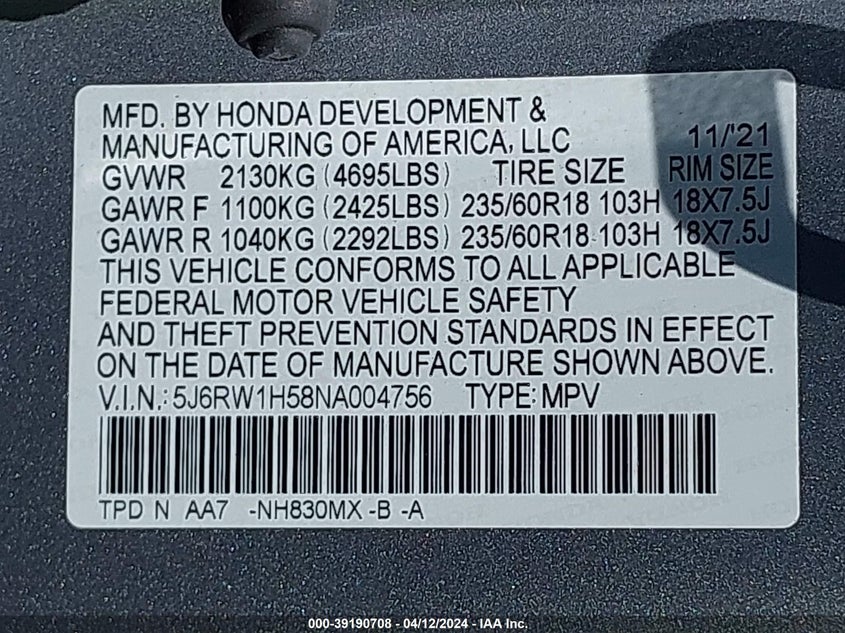 MFD. BY HONDA DEVELOPMENT &
MANUFACTURING OF AMERICA, LLC 11/'21
GVWR 2130KG (4695LBS) TIRE SIZE RIM SIZE
GAWR F 1100KG (2425LBS) 235/60R18 103H 18X7.5J
GAWR R 1040KG (2292LBS) 235/60R18 103H 18X7.5J
THIS VEHICLE CONFORMS TO ALL APPLICABLE
FEDERAL MOTOR VEHICLE SAFETY
AND THEFT PREVENTION STANDARDS IN EFFECT
ON THE DATE OF MANUFACTURE SHOWN ABOVE.
V.I.N.: 5J6RW1H58NA004756 TYPE: MPV
TPD N AA7 -NH830MX -B -A
000-39190708 - 04/12/2024 - IAA Inc.